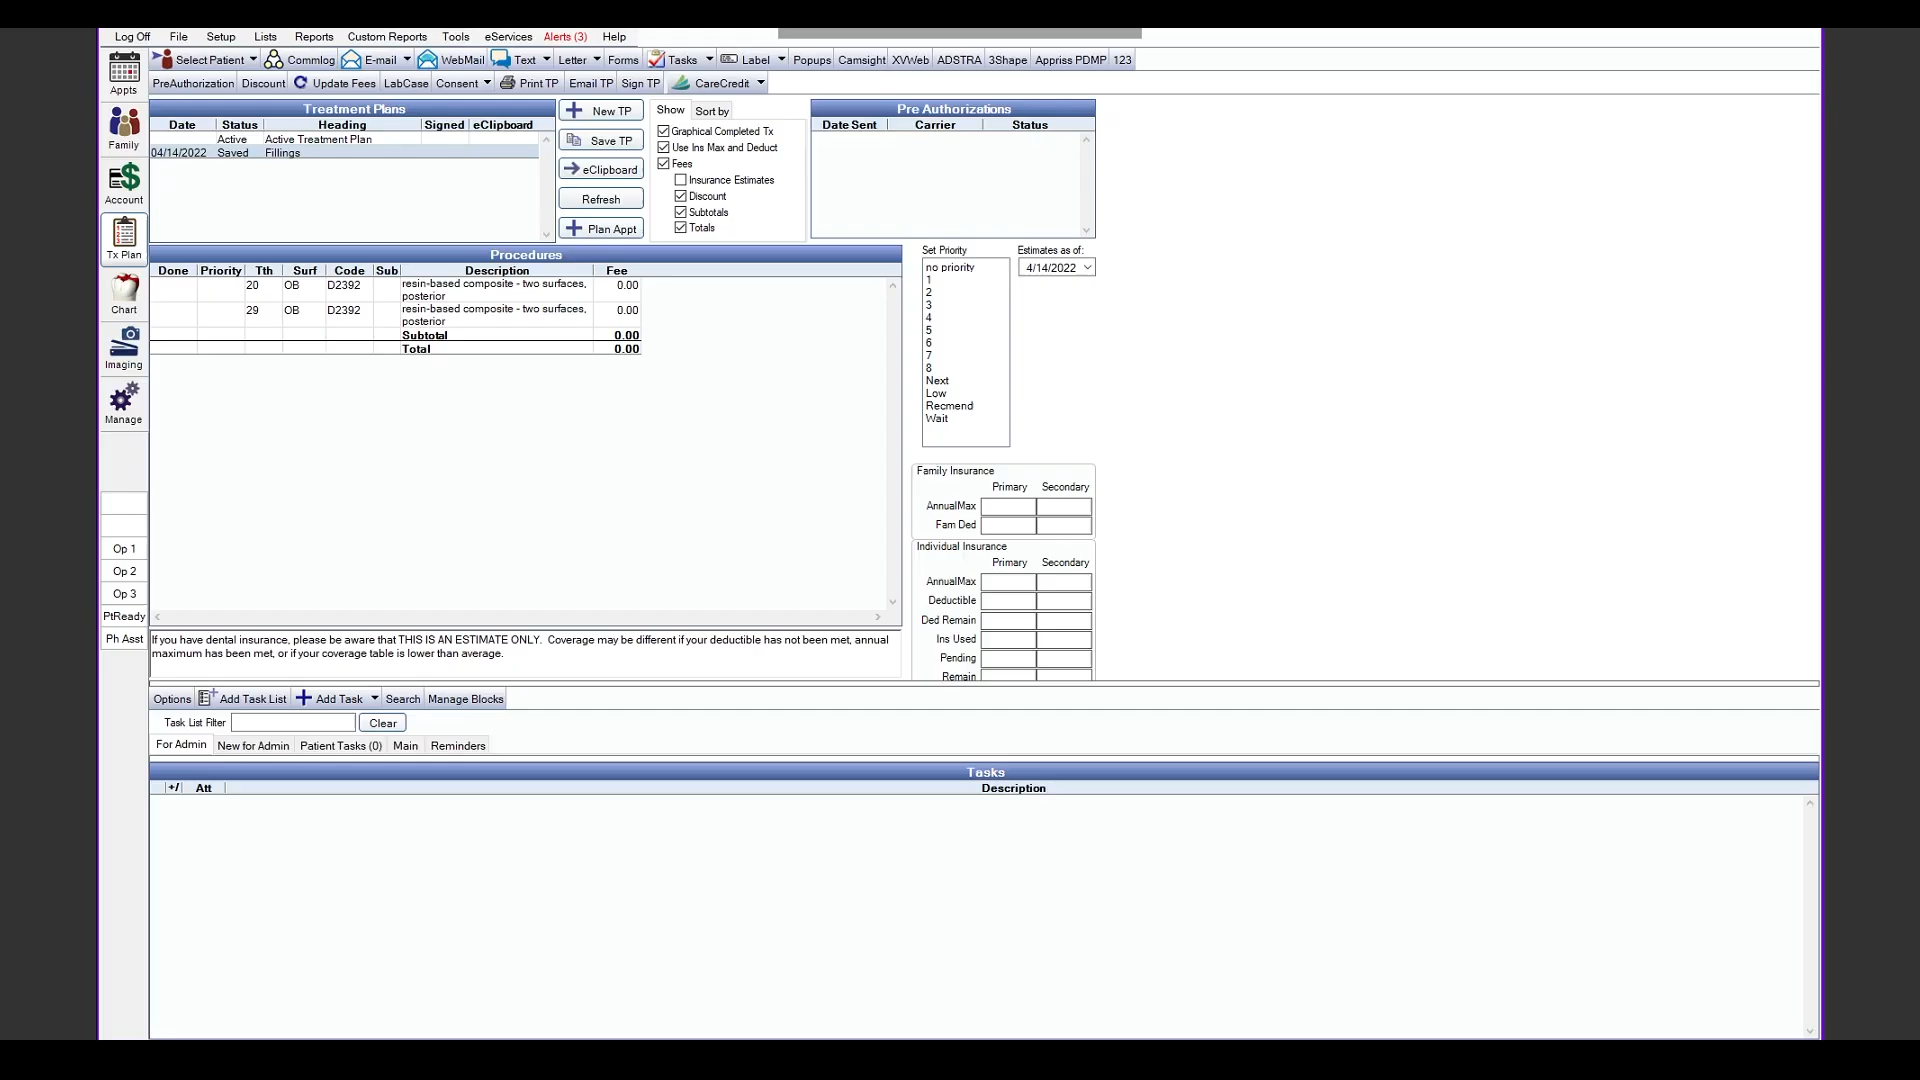 Log Off File Setup Lists Reports Custom Reports Tools eServices Alerts (3) Help
Appts
Select Patient Commlog E-mail WebMail Text Letter Forms Tasks Label Popups Camsight XVWeb ADSTRA 3Shape Appriss PDMP 123
PreAuthorization Discount Update Fees LabCase Consent Print TP Email TP Sign TP CareCredit
Family
Account
Tx Plan
Chart
Imaging
Manage
Op 1
Op 2
Op 3
PtReady
Ph Asst
Treatment Plans
Date Status Heading Signed eClipboard
Active Active Treatment Plan
04/14/2022 Saved Fillings
New TP
Save TP
eClipboard
Refresh
Plan Appt
Show Sort by
Graphical Completed Tx
Use Ins Max and Deduct
Fees
Insurance Estimates
Discount
Subtotals
Totals
Pre Authorizations
Date Sent Carrier Status
Procedures
Done Priority Tth Surf Code Sub Description Fee
20 OB D2392 resin-based composite - two surfaces, 0.00
posterior
29 OB D2392 resin-based composite - two surfaces, 0.00
posterior
Subtotal 0.00
Total 0.00
Set Priority
no priority
1
2
3
4
5
6
7
8
Next
Low
Recmend
Wait
Estimates as of:
4/14/2022
Family Insurance
Primary Secondary
AnnualMax
Fam Ded
Individual Insurance
Primary Secondary
AnnualMax
Deductible
Ded Remain
Ins Used
Pending
Remain
If you have dental insurance, please be aware that THIS IS AN ESTIMATE ONLY. Coverage may be different if your deductible has not been met, annual
maximum has been met, or if your coverage table is lower than average.
Options Add Task List Add Task Search Manage Blocks
Task List Filter Clear
For Admin New for Admin Patient Tasks (0) Main Reminders
Tasks
+/ Att Description